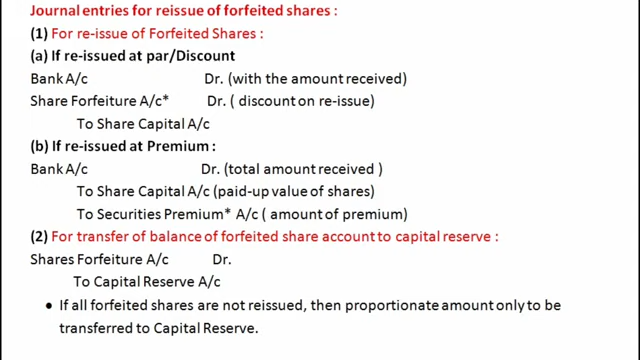 Journal entries for reissue of forfeited shares :
(1) For re-issue of Forfeited Shares :
(a) If re-issued at par/Discount
Bank A/c Dr. (with the amount received)
Share Forfeiture A/c* Dr. ( discount on re-issue)
To Share Capital A/c
(b) If re-issued at Premium :
Bank A/c Dr. (total amount received )
To Share Capital A/c (paid-up value of shares)
To Securities Premium* A/c ( amount of premium)
(2) For transfer of balance of forfeited share account to capital reserve :
Shares Forfeiture A/c Dr.
To Capital Reserve A/c
• If all forfeited shares are not reissued, then proportionate amount only to be
transferred to Capital Reserve.